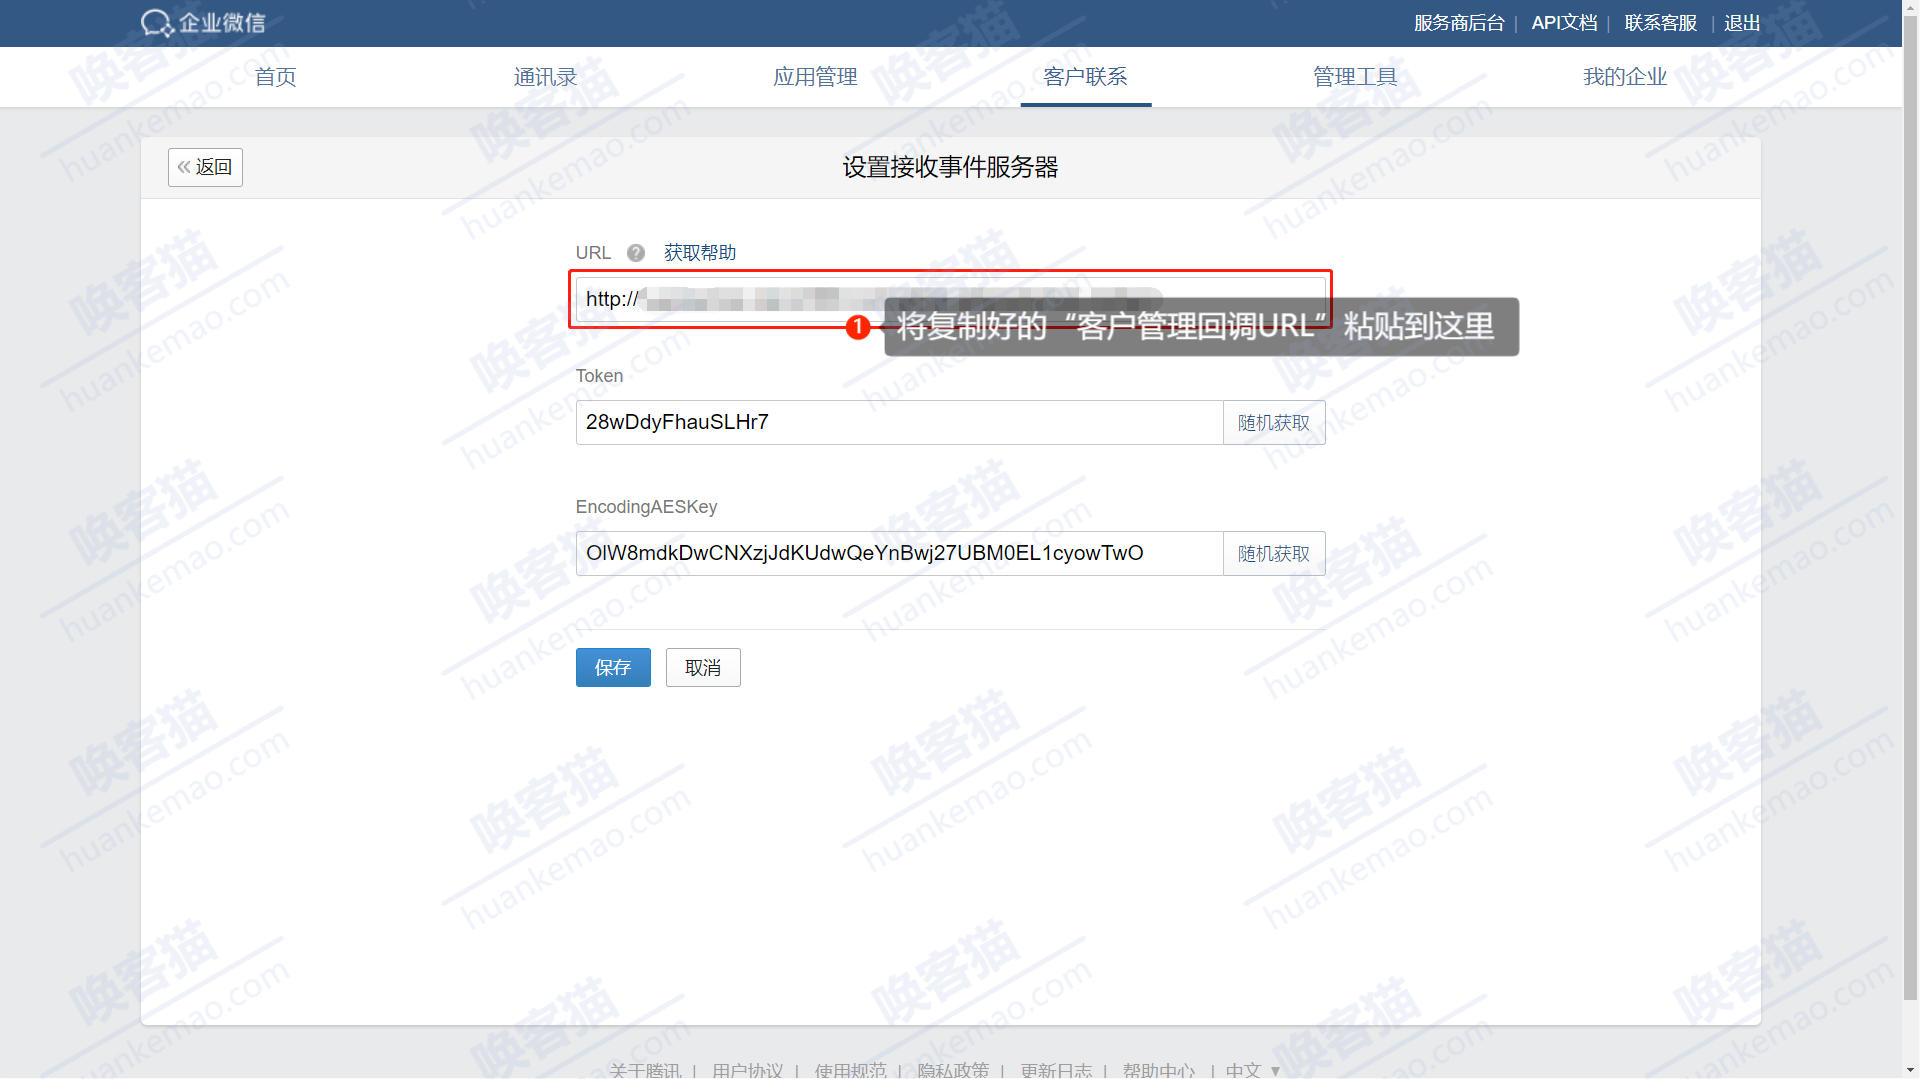 企业微信
服务商后台 | API文档 | 联系客服 | 退出
首页 通讯录 应用管理 客户联系 管理工具 我的企业
返回
设置接收事件服务器
URL ? 获取帮助
http://
1 将复制好的“客户管理回调URL”粘贴到这里
Token
28wDdyFhauSLHr7 随机获取
EncodingAESKey
OlW8mdkDwCNXzjJdKUdwQeYnBwj27UBM0EL1cyowTwO 随机获取
保存 取消
关于腾讯 | 用户协议 | 使用规范 | 隐私政策 | 更新日志 | 帮助中心 | 中文
唤客猫
huankemao.com